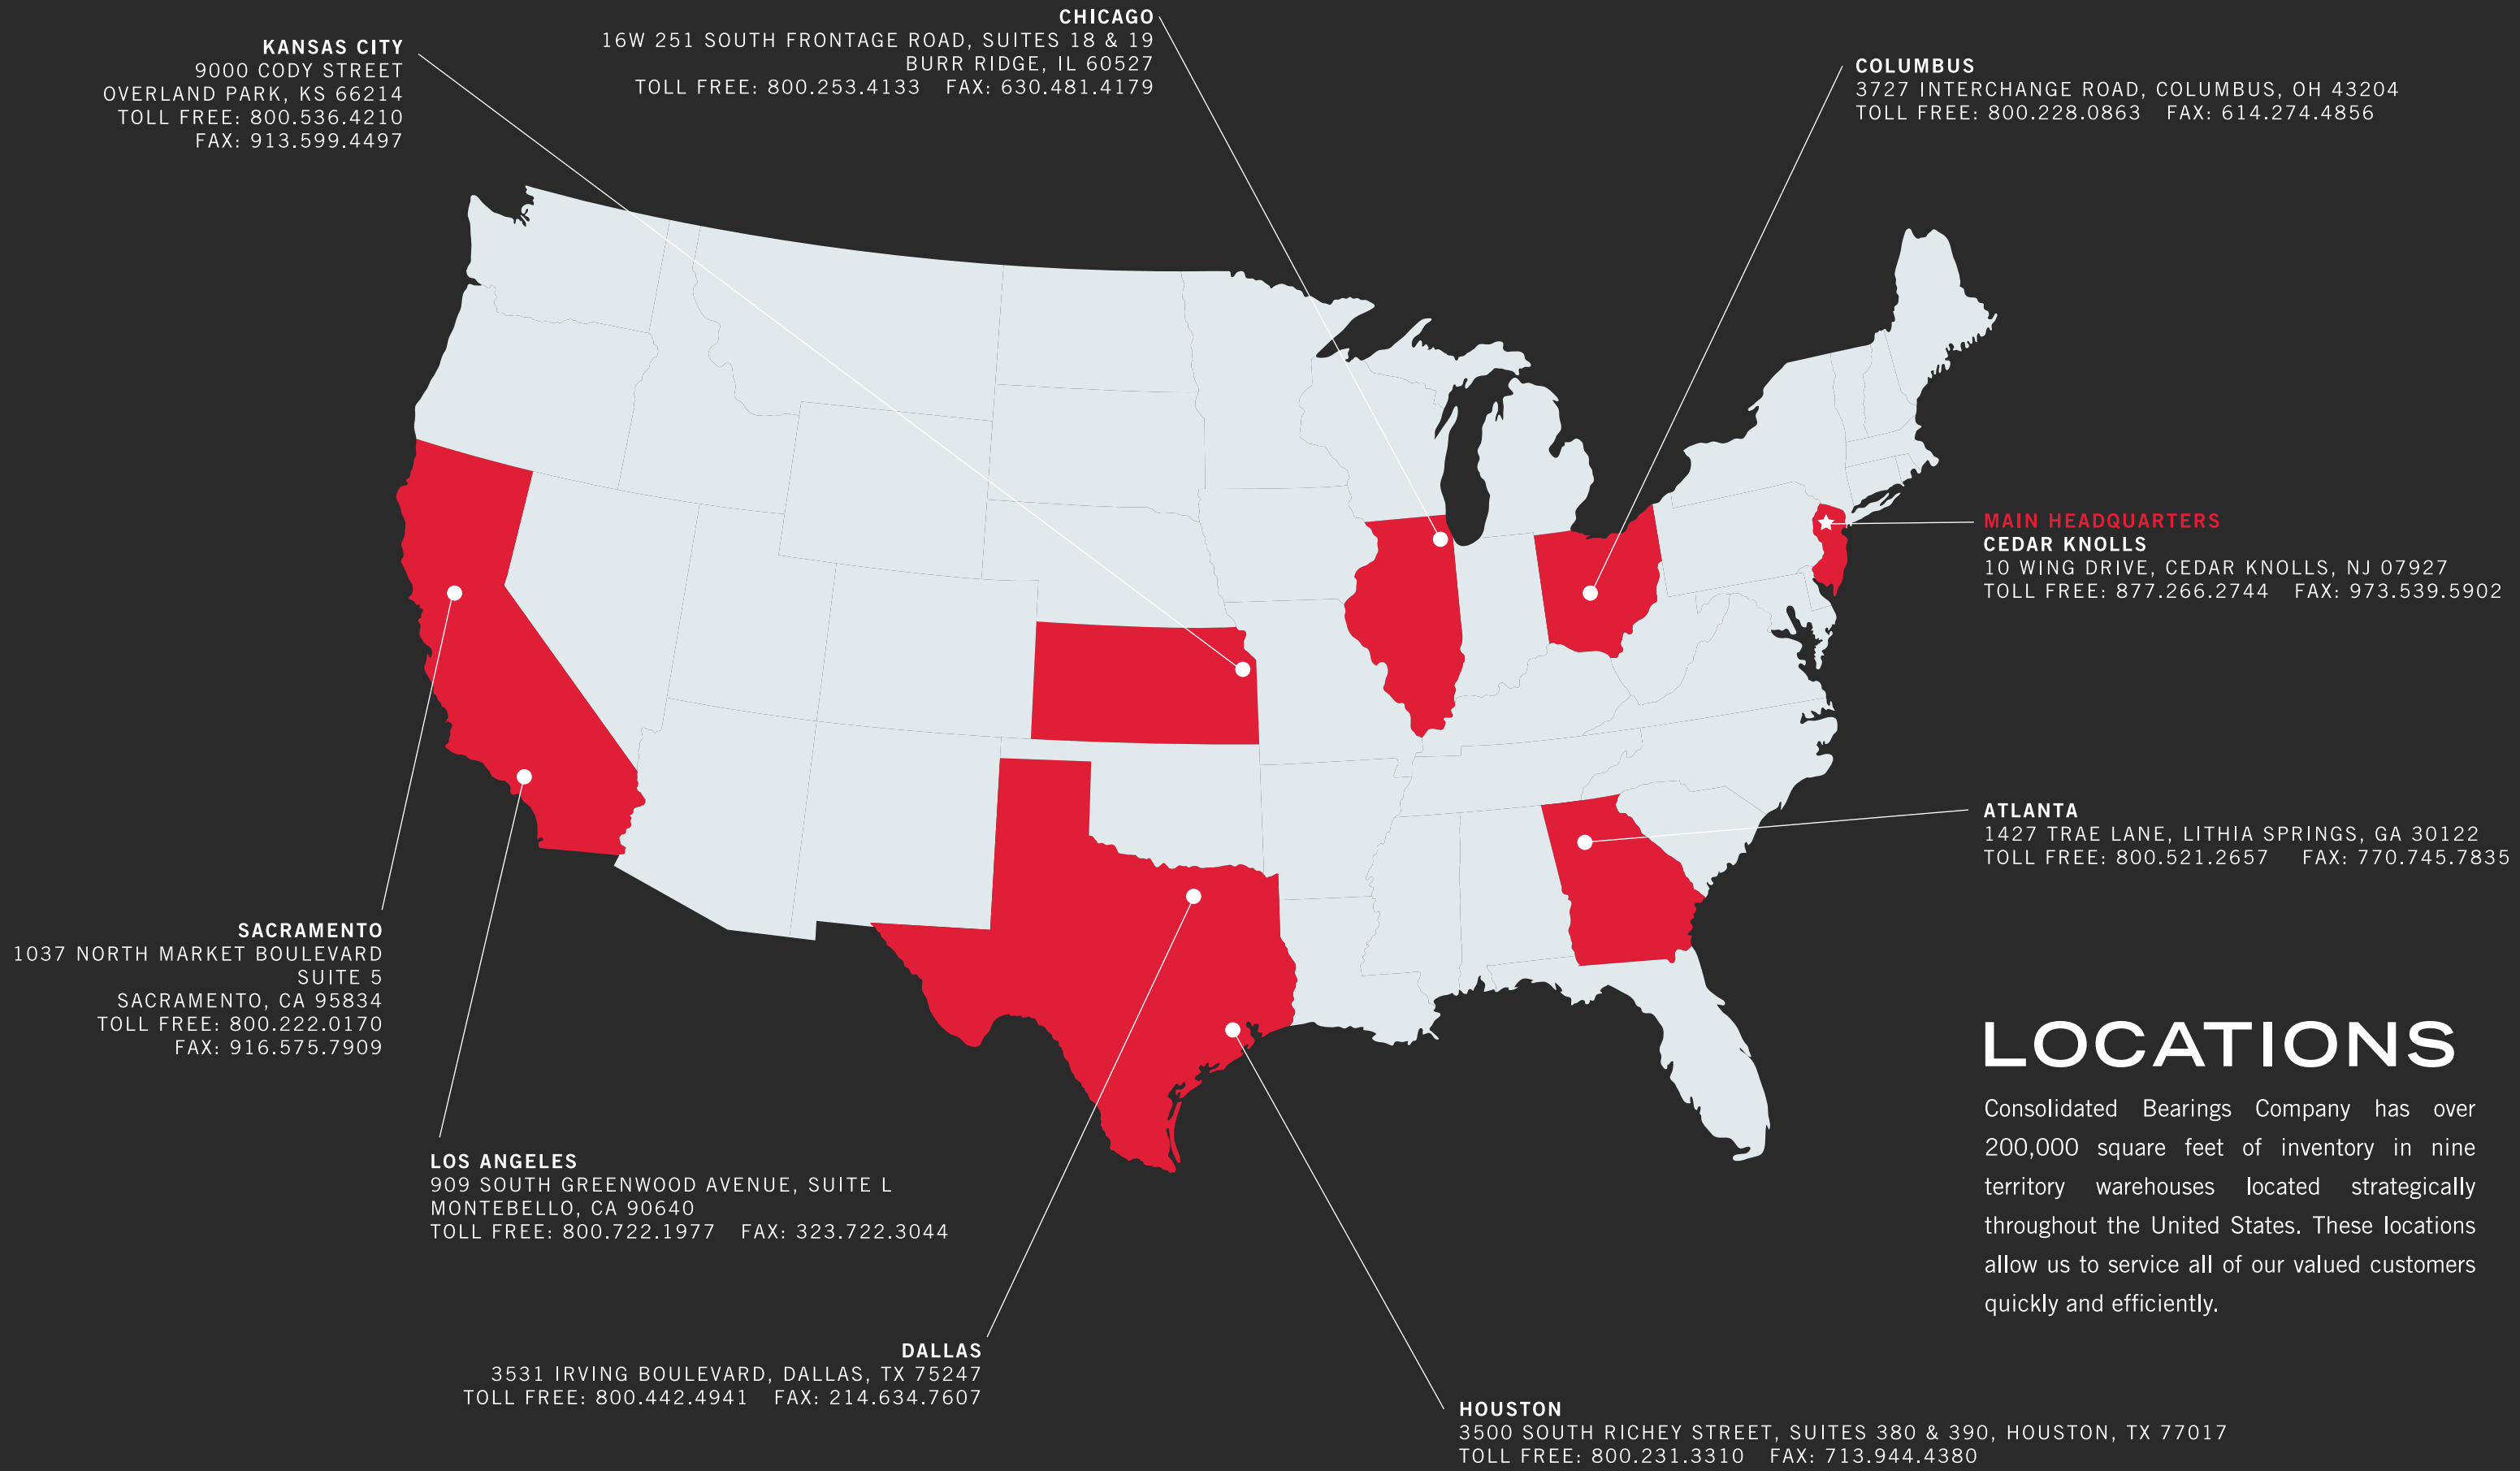 KANSAS CITY
9000 CODY STREET
OVERLAND PARK, KS 66214
TOLL FREE: 800.536.4210
FAX: 913.599.4497
CHICAGO
16W 251 SOUTH FRONTAGE ROAD, SUITES 18 & 19
BURR RIDGE, IL 60527
TOLL FREE: 800.253.4133 FAX: 630.481.4179
COLUMBUS
3727 INTERCHANGE ROAD, COLUMBUS, OH 43204
TOLL FREE: 800.228.0863 FAX: 614.274.4856
MAIN HEADQUARTERS
CEDAR KNOLLS
10 WING DRIVE, CEDAR KNOLLS, NJ 07927
TOLL FREE: 877.266.2744 FAX: 973.539.5902
ATLANTA
1427 TRAE LANE, LITHIA SPRINGS, GA 30122
TOLL FREE: 800.521.2657 FAX: 770.745.7835
SACRAMENTO
1037 NORTH MARKET BOULEVARD
SUITE 5
SACRAMENTO, CA 95834
TOLL FREE: 800.222.0170
FAX: 916.575.7909
LOS ANGELES
909 SOUTH GREENWOOD AVENUE, SUITE L
MONTEBELLO, CA 90640
TOLL FREE: 800.722.1977 FAX: 323.722.3044
DALLAS
3531 IRVING BOULEVARD, DALLAS, TX 75247
TOLL FREE: 800.442.4941 FAX: 214.634.7607
HOUSTON
3500 SOUTH RICHEY STREET, SUITES 380 & 390, HOUSTON, TX 77017
TOLL FREE: 800.231.3310 FAX: 713.944.4380
LOCATIONS
Consolidated Bearings Company has over
200,000 square feet of inventory in nine
territory warehouses located strategically
throughout the United States. These locations
allow us to service all of our valued customers
quickly and efficiently.